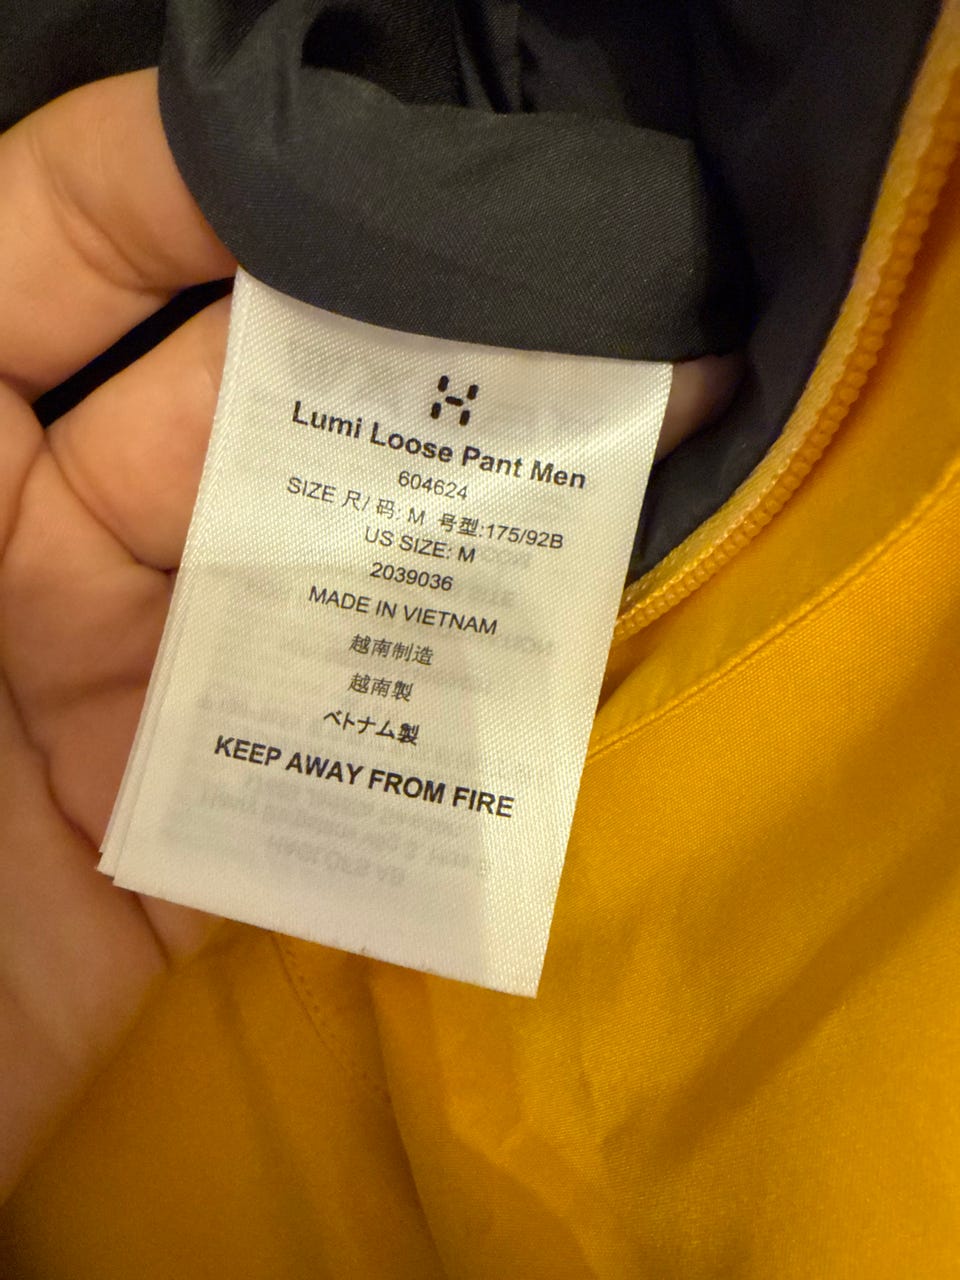 Lumi Loose Pant Men
604624
SIZE 尺/ 码: M 号型:175/92B
US SIZE: M
2039036
MADE IN VIETNAM
越南制造
越南製
ベトナム製
KEEP AWAY FROM FIRE